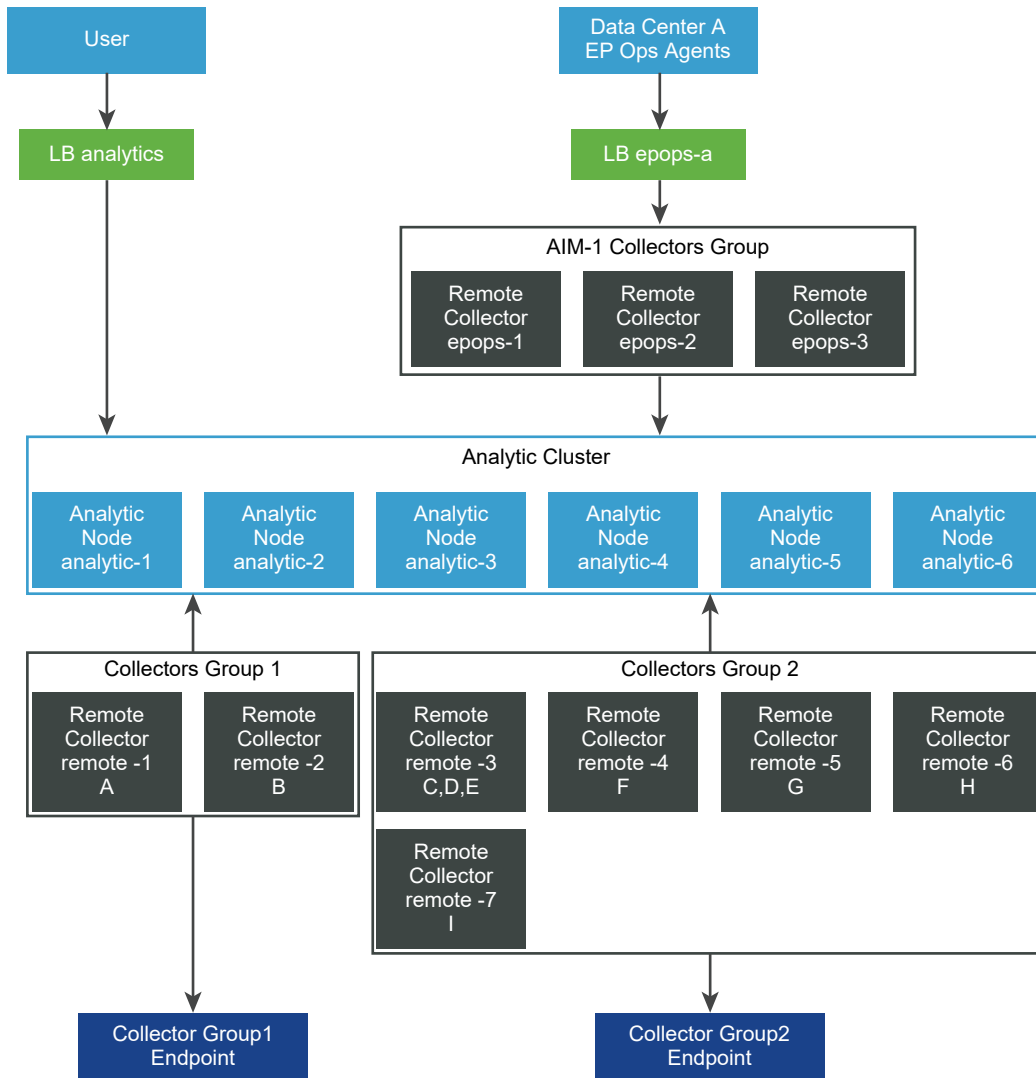 User
Data Center A
EP Ops Agents
LB analytics
LB epops-a
AIM-1 Collectors Group
Remote
Collector
epops-1
Remote
Collector
epops-2
Remote
Collector
epops-3
Analytic Cluster
Analytic
Node
analytic-1
Analytic
Node
analytic-2
Analytic
Node
analytic-3
Analytic
Node
analytic-4
Analytic
Node
analytic-5
Analytic
Node
analytic-6
Collectors Group 1
Remote
Collector
remote -1
A
Remote
Collector
remote -2
B
Collectors Group 2
Remote
Collector
remote -3
C,D,E
Remote
Collector
remote -4
F
Remote
Collector
remote -5
G
Remote
Collector
remote -6
H
Remote
Collector
remote -7
I
Collector Group1
Endpoint
Collector Group2
Endpoint